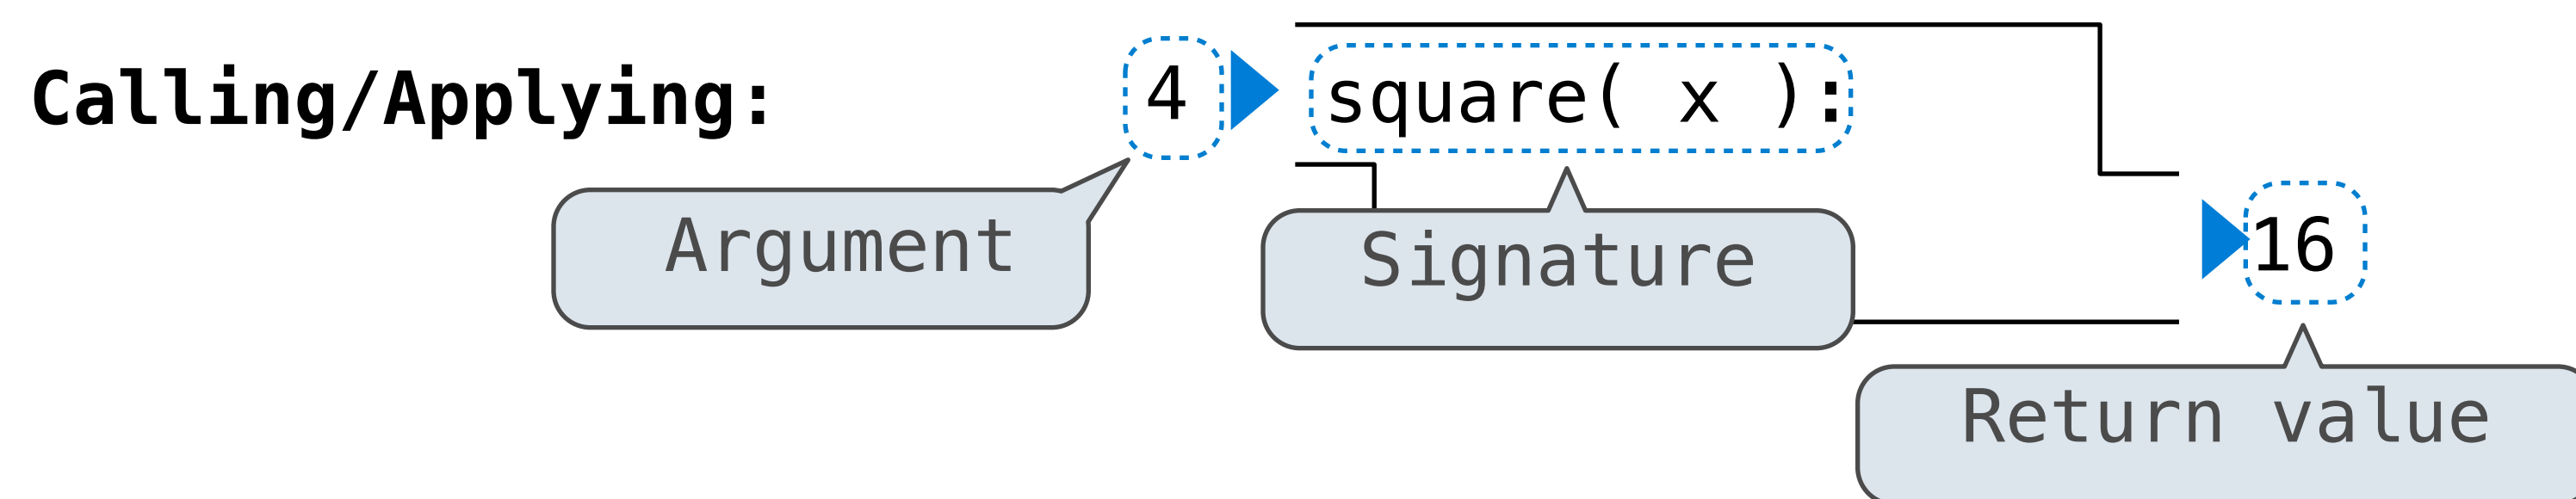 Calling/Applying:
4
square( x ):
Argument
Signature
16
Return value